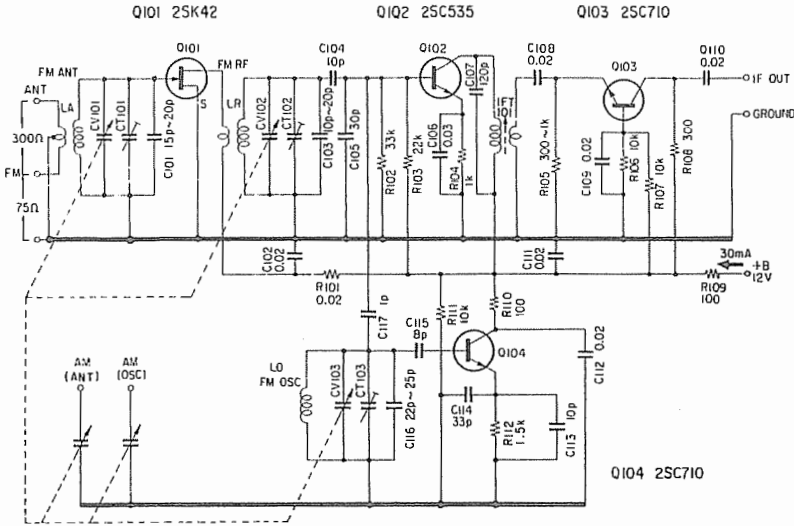 Q101 2SK42
Q102 2SC535
Q103 2SC710
FM ANT
ANT
LA
300Ω
FM
75Ω
CV101
CT101
C101 15p~20p
Q101
S
FM RF
LR
C104
10p
CV102
CT102
C103 10p~20p
C105 30p
R102 33k
R103 22k
Q102
C107
120p
C106 0.03
R104
1k
IFT
101
C108
0.02
Q103
R105 300~1k
C109 0.02
R106 10k
R107 10k
R108 300
Q110
0.02
IF OUT
GROUND
C102
0.02
R101
0.02
C111
0.02
30mA
+B
12V
R109
100
1p
C117
C115
8p
R111
10k
R110
100
Q104
C112
0.02
LO
FM OSC
CV103
CT103
C116 22p~25p
C114
33p
R112
1.5k
10p
C113
AM
(ANT)
AM
(OSC)
Q104 2SC710